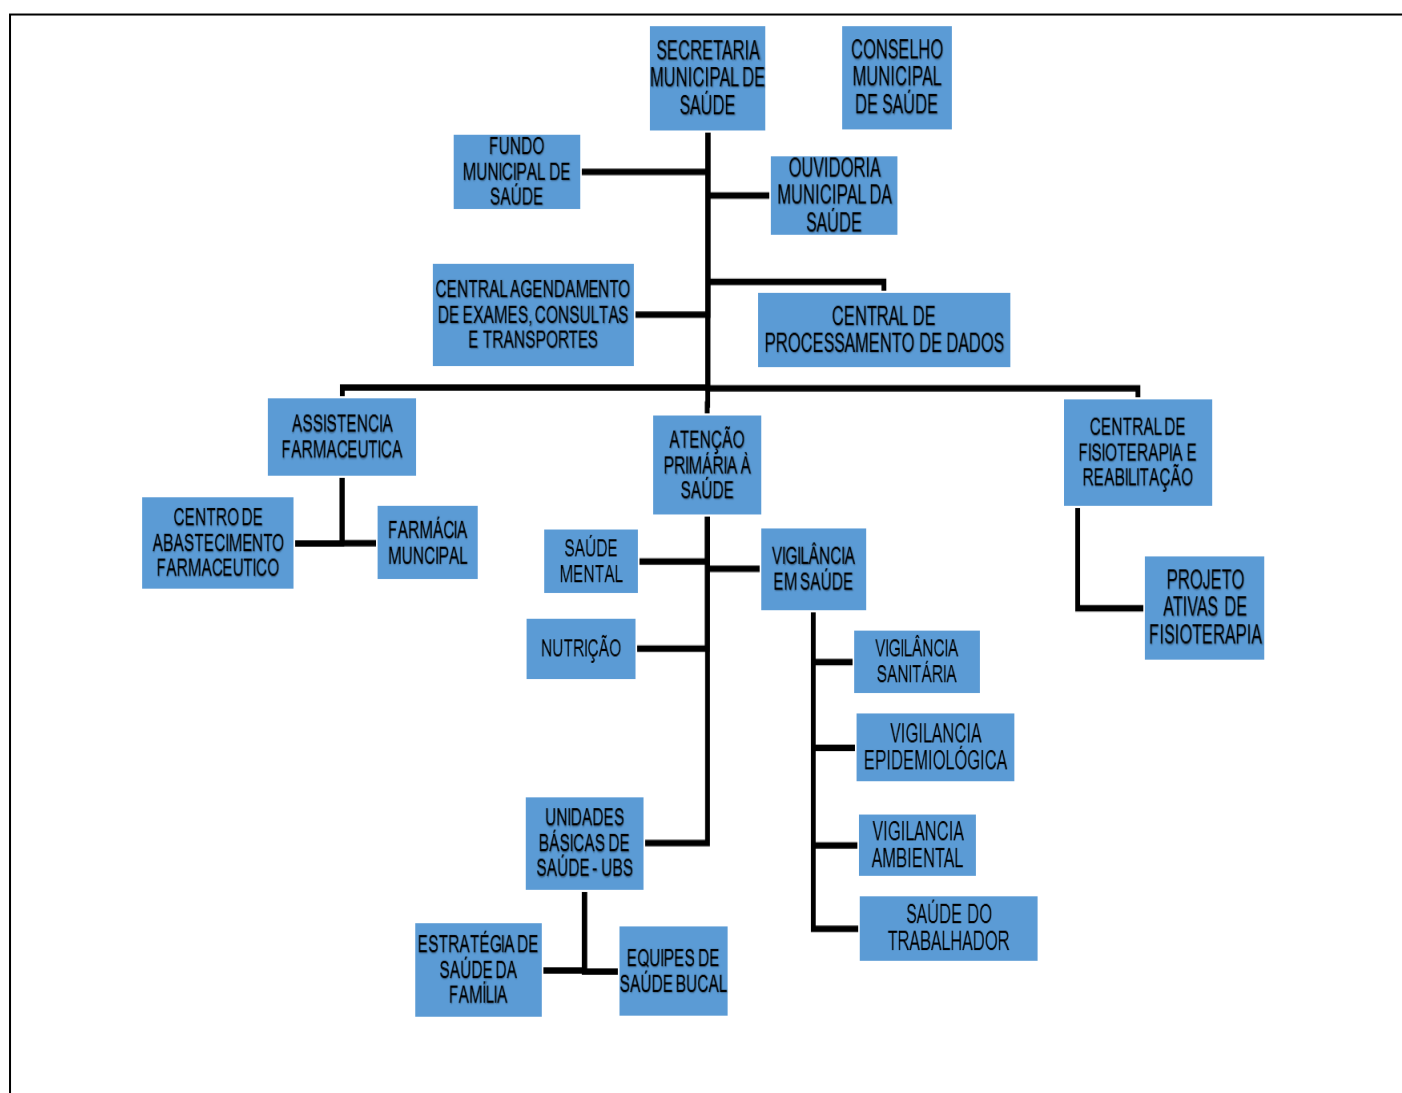 SECRETARIA
MUNICIPAL DE
SAÚDE
CONSELHO
MUNICIPAL
DE SAÚDE
FUNDO
MUNICIPAL DE
SAÚDE
OUVIDORIA
MUNICIPAL DA
SAÚDE
CENTRAL AGENDAMENTO
DE EXAMES, CONSULTAS
E TRANSPORTES
CENTRAL DE
PROCESSAMENTO DE DADOS
ASSISTENCIA
FARMACEUTICA
ATENÇÃO
PRIMÁRIA À
SAÚDE
CENTRAL DE
FISIOTERAPIA E
REABILITAÇÃO
CENTRO DE
ABASTECIMENTO
FARMACEUTICO
FARMÁCIA
MUNCIPAL
SAÚDE
MENTAL
VIGILÂNCIA
EM SAÚDE
PROJETO
ATIVAS DE
FISIOTERAPIA
NUTRIÇÃO
VIGILÂNCIA
SANITÁRIA
VIGILANCIA
EPIDEMIOLÓGICA
UNIDADES
BÁSICAS DE
SAÚDE - UBS
VIGILANCIA
AMBIENTAL
SAÚDE DO
TRABALHADOR
ESTRATÉGIA DE
SAÚDE DA
FAMÍLIA
EQUIPES DE
SAÚDE BUCAL